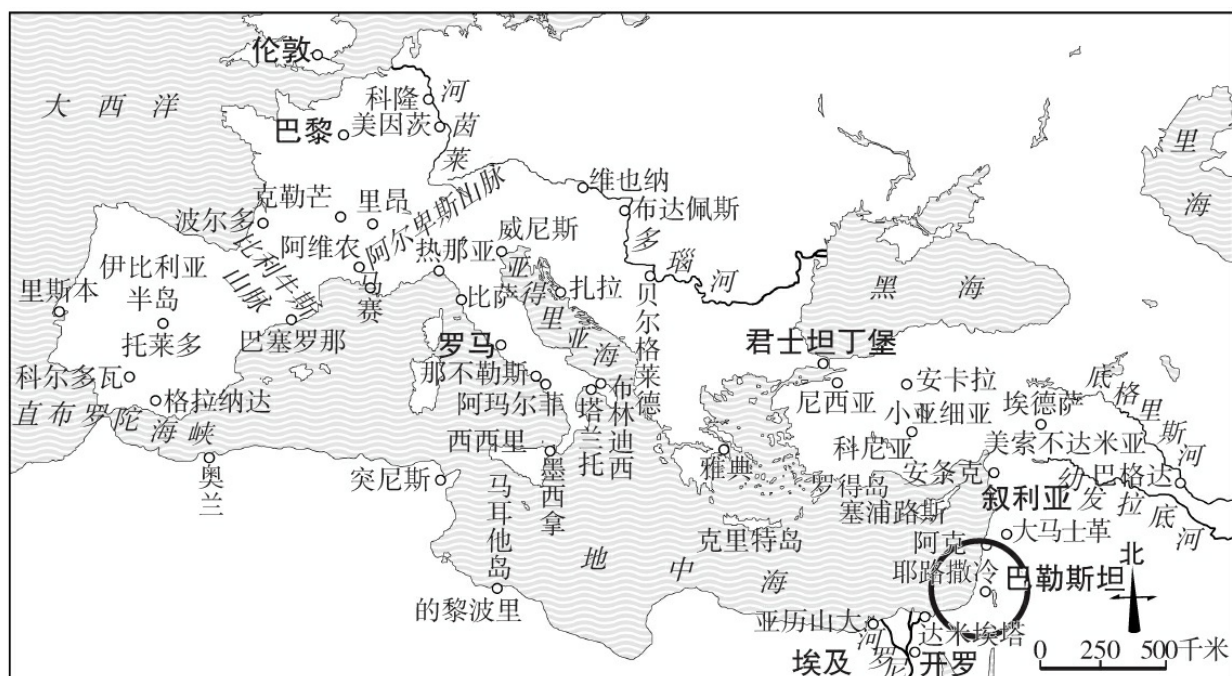 伦敦
大西洋
科隆
河
巴黎
美因茨
茵
莱
里
海
维也纳
克勒芒
里昂
阿尔卑斯山脉
布达佩斯
波尔多
比利牛斯
山脉
阿维农
热那亚
威尼斯
多瑙河
伊比利亚
半岛
马赛
亚得里亚海
扎拉
黑海
里斯本
比萨
贝尔格莱德
托莱多
巴塞罗那
罗马
君士坦丁堡
科尔多瓦
那不勒斯
布林迪西
尼西亚
安卡拉
底格里斯河
格拉纳达
阿玛尔菲
塔兰托
小亚细亚
埃德萨
直布罗陀海峡
西西里
科尼亚
美索不达米亚
奥兰
突尼斯
墨西拿
雅典
罗得岛
安条克
幼发拉底河
巴格达
马耳他岛
塞浦路斯
叙利亚
克里特岛
阿克
大马士革
北
地中海
耶路撒冷
巴勒斯坦
的黎波里
亚历山大
达米埃塔
埃及
河罗尼
开罗
0 250 500千米